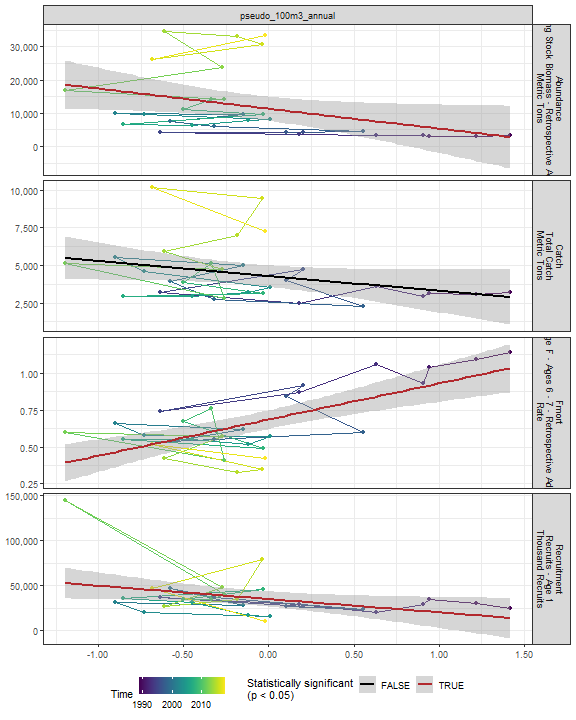 pseudo_100m3_annual
30,000
20,000
10,000
0
Abundance
Stock Biomass - Retrospective
Metric Tons
10,000
7,500
5,000
2,500
Catch
Total Catch
Metric Tons
1.00
0.75
0.50
0.25
Fmort
F - Ages 6 - 7 - Retrospective
Rate
150,000
100,000
50,000
0
Recruitment
Recruits - Age 1
Thousand Recruits
-1.00 -0.50 0.00 0.50 1.00 1.50
Time
1990 2000 2010
Statistically significant
(p < 0.05)
FALSE TRUE